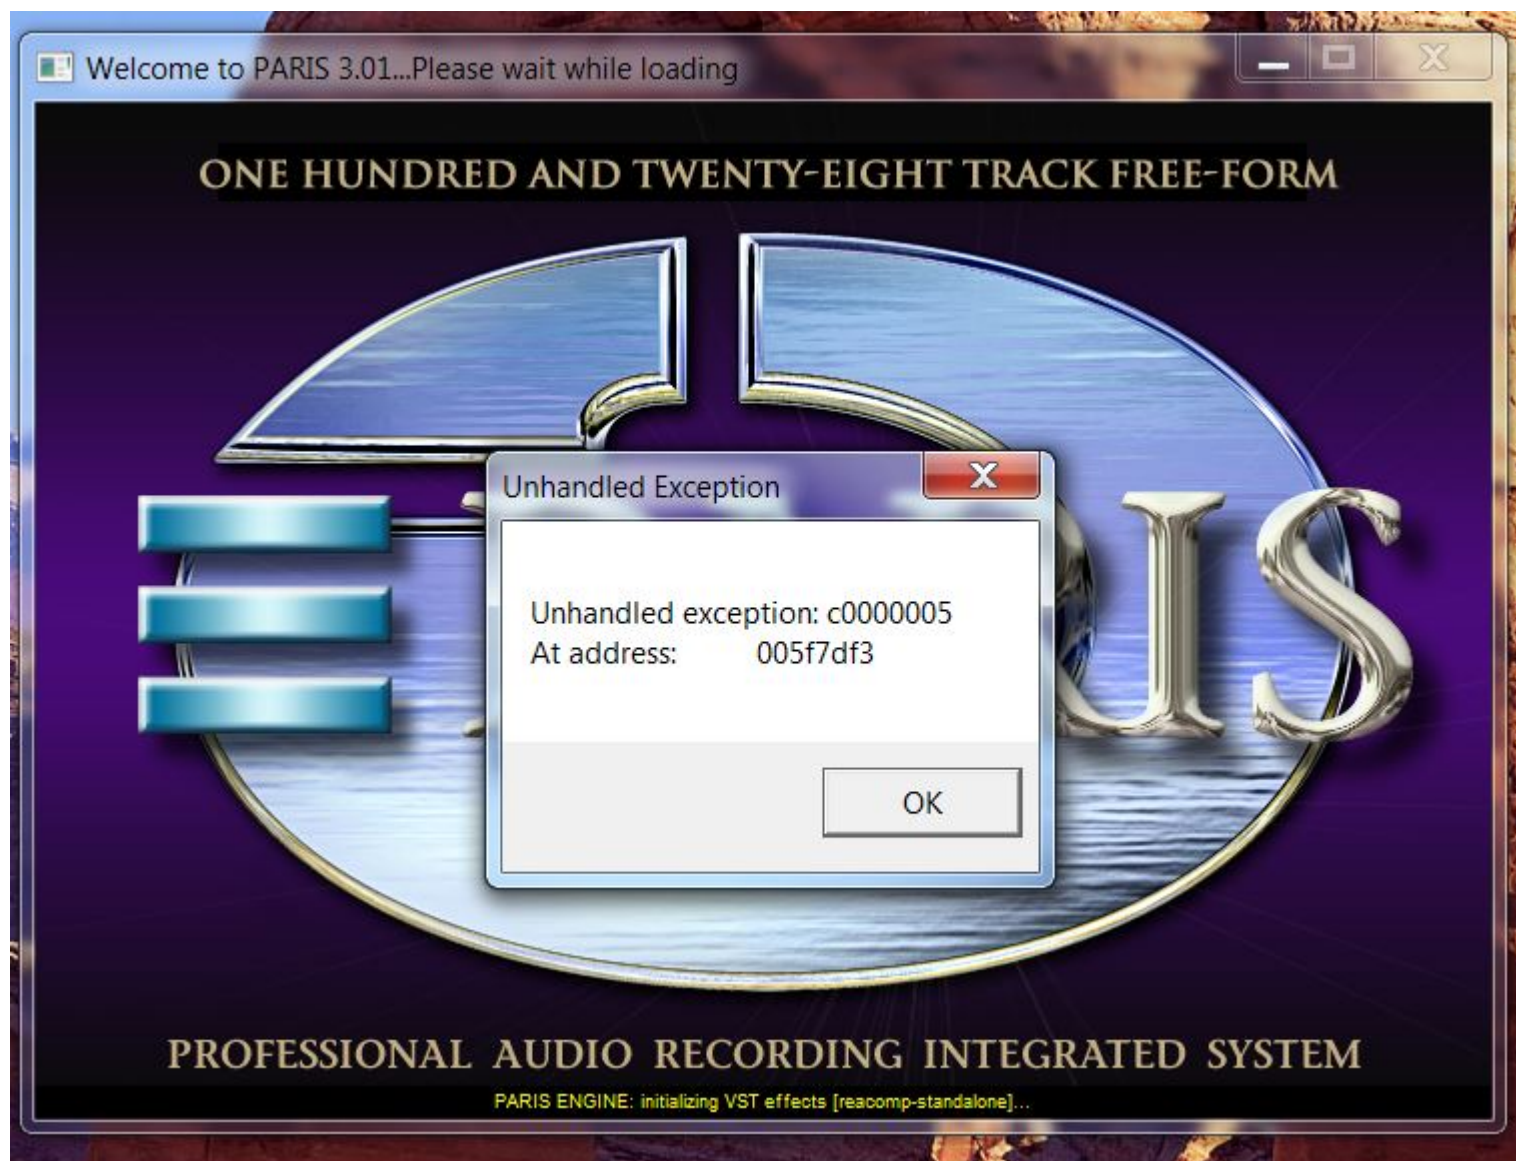 Welcome to PARIS 3.01...Please wait while loading
ONE HUNDRED AND TWENTY-EIGHT TRACK FREE-FORM
Unhandled Exception
IS
Unhandled exception: c0000005
At address: 005f7df3
OK
PROFESSIONAL AUDIO RECORDING INTEGRATED SYSTEM
PARIS ENGINE: initializing VST effects [reacomp-standalone]...